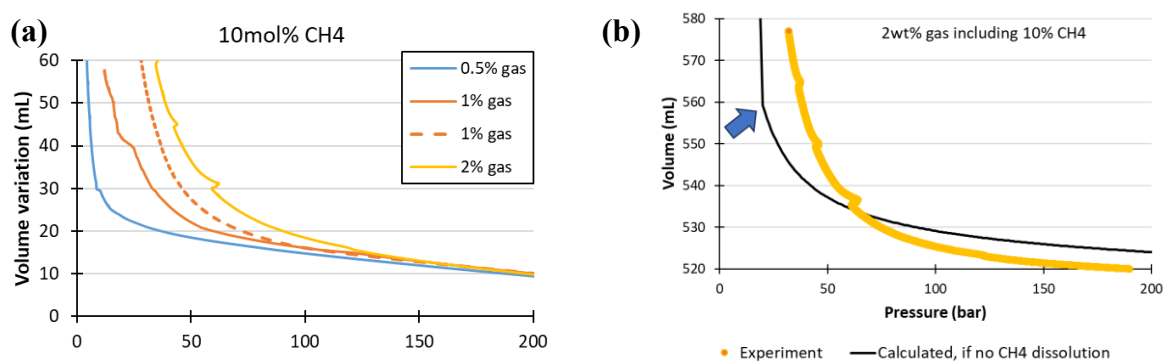 (a)
10mol% CH4
Volume variation (mL)
60
50
40
30
20
10
0
0
50
100
150
200
0.5% gas
1% gas
1% gas
2% gas
(b)
2wt% gas including 10% CH4
Volume (mL)
580
570
560
550
540
530
520
0
50
100
150
200
Pressure (bar)
Experiment
Calculated, if no CH4 dissolution